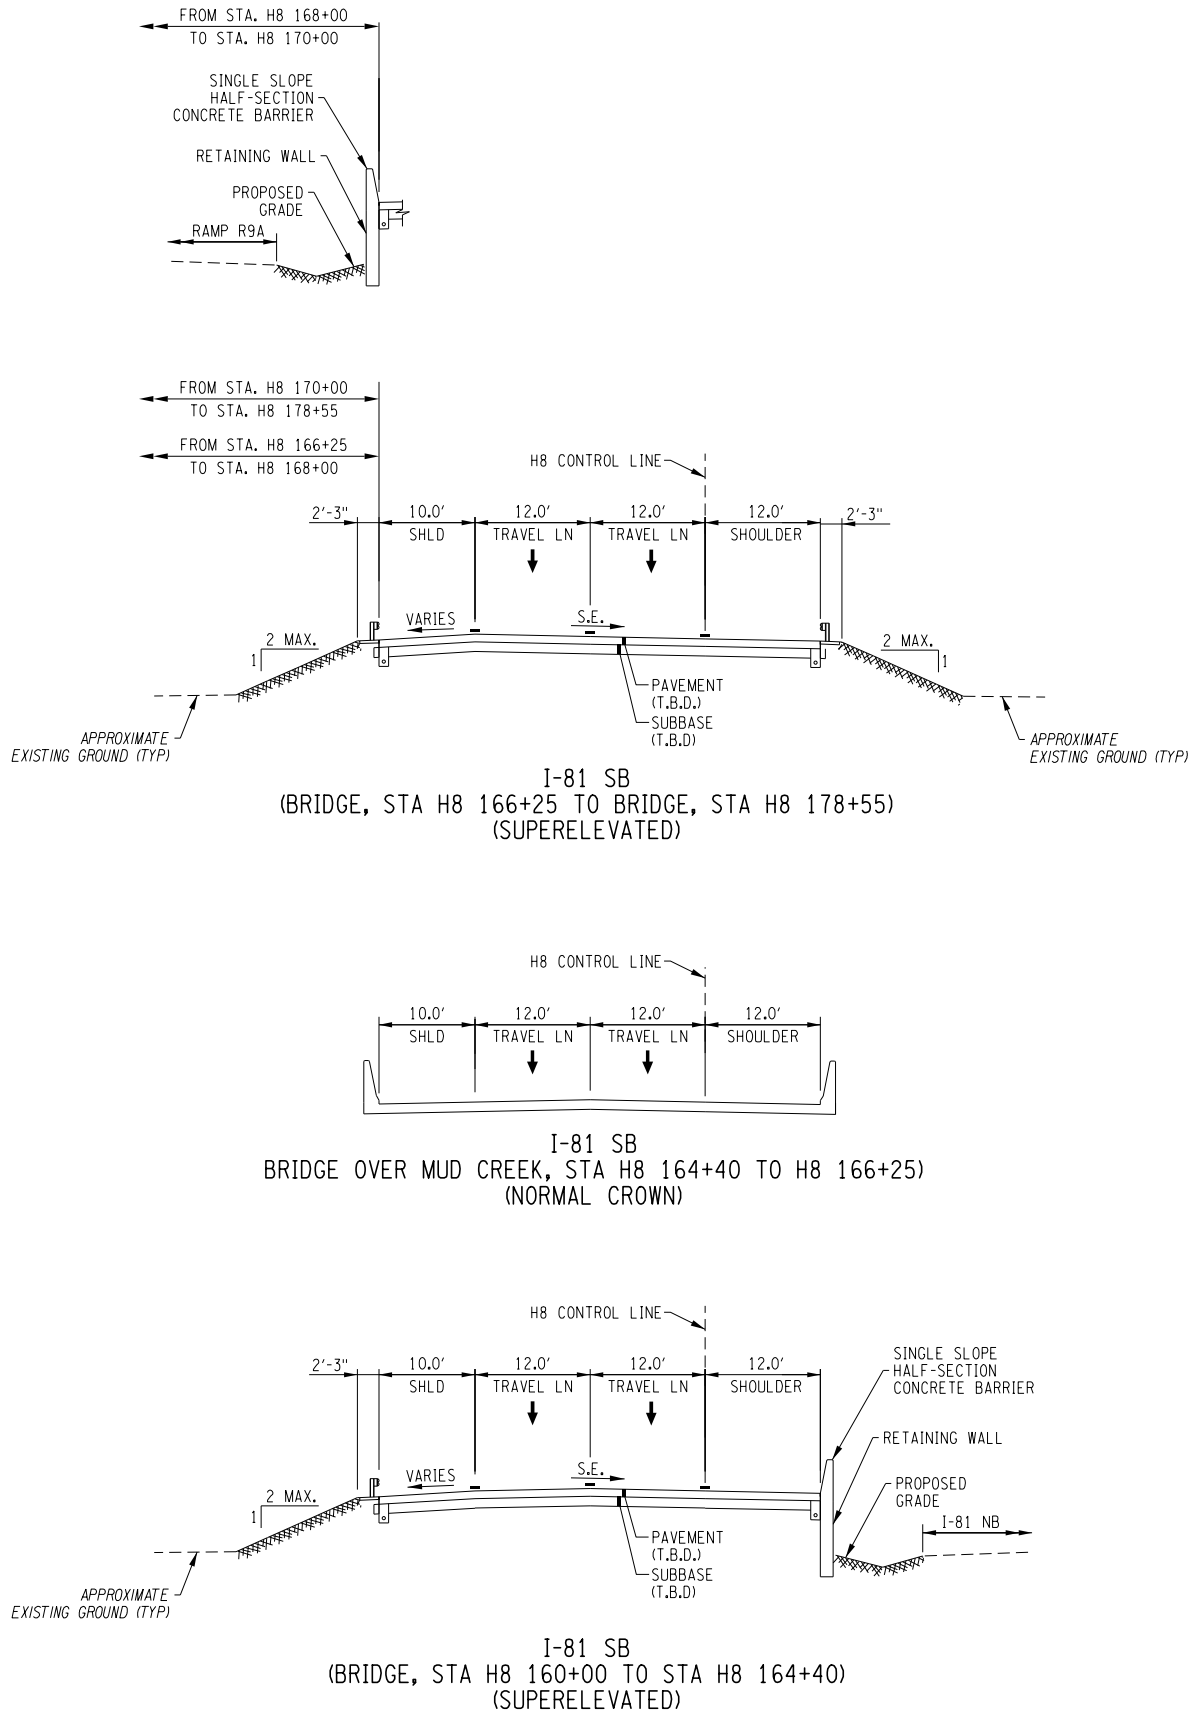 FROM STA. H8 168+00
TO STA. H8 170+00
SINGLE SLOPE
HALF-SECTION
CONCRETE BARRIER
RETAINING WALL
PROPOSED
GRADE
RAMP R9A
FROM STA. H8 170+00
TO STA. H8 178+55
FROM STA. H8 166+25
TO STA. H8 168+00
H8 CONTROL LINE
2'-3" 10.0' 12.0' 12.0' 12.0' 2'-3"
SHLD TRAVEL LN TRAVEL LN SHOULDER
VARIES S.E.
2 MAX. 2 MAX.
1 1
PAVEMENT
(T.B.D.)
SUBBASE
(T.B.D)
APPROXIMATE
EXISTING GROUND (TYP)
APPROXIMATE
EXISTING GROUND (TYP)
I-81 SB
(BRIDGE, STA H8 166+25 TO BRIDGE, STA H8 178+55)
(SUPERELEVATED)
H8 CONTROL LINE
10.0' 12.0' 12.0' 12.0'
SHLD TRAVEL LN TRAVEL LN SHOULDER
I-81 SB
BRIDGE OVER MUD CREEK, STA H8 164+40 TO H8 166+25)
(NORMAL CROWN)
H8 CONTROL LINE
2'-3" 10.0' 12.0' 12.0' 12.0'
SHLD TRAVEL LN TRAVEL LN SHOULDER
SINGLE SLOPE
HALF-SECTION
CONCRETE BARRIER
RETAINING WALL
VARIES S.E.
PROPOSED
GRADE
2 MAX.
1
I-81 NB
PAVEMENT
(T.B.D.)
SUBBASE
(T.B.D)
APPROXIMATE
EXISTING GROUND (TYP)
I-81 SB
(BRIDGE, STA H8 160+00 TO STA H8 164+40)
(SUPERELEVATED)